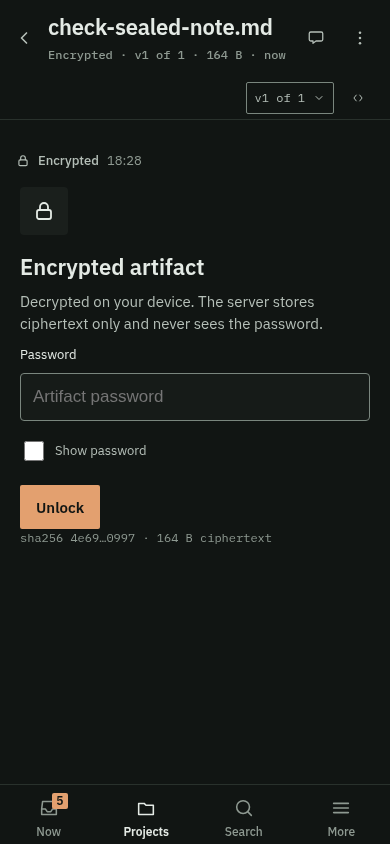 check-sealed-note.md
Encrypted · v1 of 1 · 164 B · now
v1 of 1
Encrypted 18:28
Encrypted artifact
Decrypted on your device. The server stores
ciphertext only and never sees the password.
Password
Artifact password
Show password
Unlock
sha256 4e69…0997 · 164 B ciphertext
5
Now
Projects
Search
More